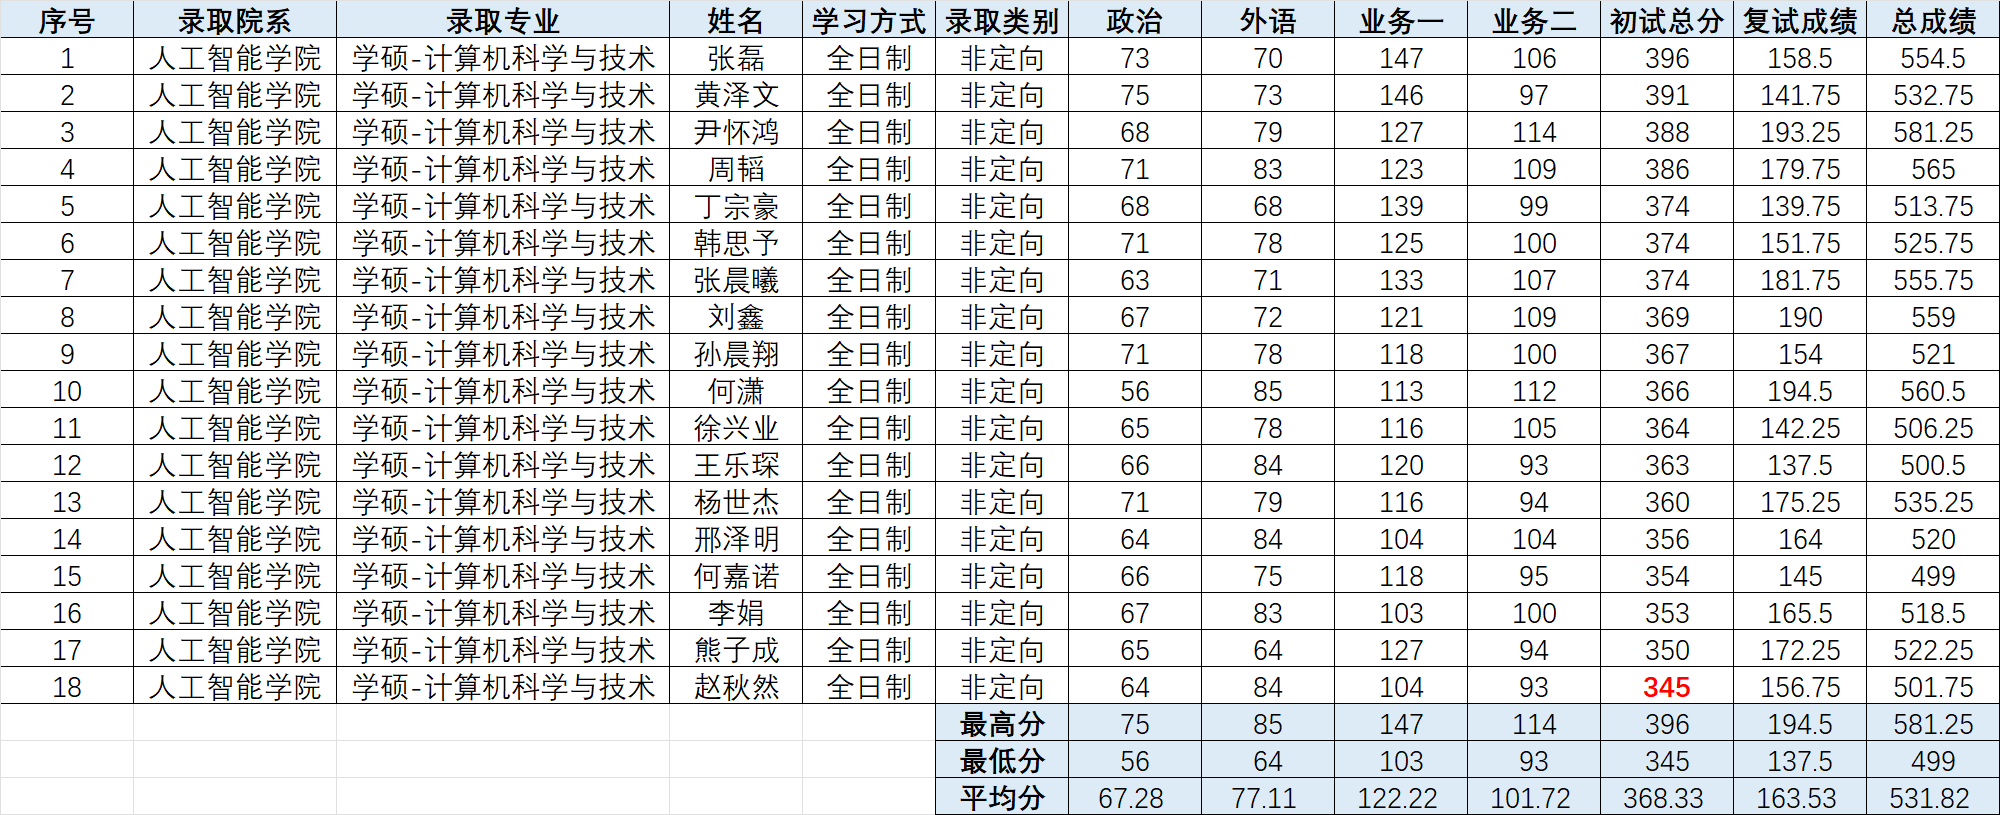 序号 录取院系 录取专业 姓名 学习方式 录取类别 政治 外语 业务一 业务二 初试总分 复试成绩 总成绩
1 人工智能学院 学硕-计算机科学与技术 张磊 全日制 非定向 73 70 147 106 396 158.5 554.5
2 人工智能学院 学硕-计算机科学与技术 黄泽文 全日制 非定向 75 73 146 97 391 141.75 532.75
3 人工智能学院 学硕-计算机科学与技术 尹怀鸿 全日制 非定向 68 79 127 114 388 193.25 581.25
4 人工智能学院 学硕-计算机科学与技术 周韬 全日制 非定向 71 83 123 109 386 179.75 565
5 人工智能学院 学硕-计算机科学与技术 丁宗豪 全日制 非定向 68 68 139 99 374 139.75 513.75
6 人工智能学院 学硕-计算机科学与技术 韩思予 全日制 非定向 71 78 125 100 374 151.75 525.75
7 人工智能学院 学硕-计算机科学与技术 张晨曦 全日制 非定向 63 71 133 107 374 181.75 555.75
8 人工智能学院 学硕-计算机科学与技术 刘鑫 全日制 非定向 67 72 121 109 369 190 559
9 人工智能学院 学硕-计算机科学与技术 孙晨翔 全日制 非定向 71 78 118 100 367 154 521
10 人工智能学院 学硕-计算机科学与技术 何潇 全日制 非定向 56 85 113 112 366 194.5 560.5
11 人工智能学院 学硕-计算机科学与技术 徐兴业 全日制 非定向 65 78 116 105 364 142.25 506.25
12 人工智能学院 学硕-计算机科学与技术 王乐琛 全日制 非定向 66 84 120 93 363 137.5 500.5
13 人工智能学院 学硕-计算机科学与技术 杨世杰 全日制 非定向 71 79 116 94 360 175.25 535.25
14 人工智能学院 学硕-计算机科学与技术 邢泽明 全日制 非定向 64 84 104 104 356 164 520
15 人工智能学院 学硕-计算机科学与技术 何嘉诺 全日制 非定向 66 75 118 95 354 145 499
16 人工智能学院 学硕-计算机科学与技术 李娟 全日制 非定向 67 83 103 100 353 165.5 518.5
17 人工智能学院 学硕-计算机科学与技术 熊子成 全日制 非定向 65 64 127 94 350 172.25 522.25
18 人工智能学院 学硕-计算机科学与技术 赵秋然 全日制 非定向 64 84 104 93 345 156.75 501.75
最高分 75 85 147 114 396 194.5 581.25
最低分 56 64 103 93 345 137.5 499
平均分 67.28 77.11 122.22 101.72 368.33 163.53 531.82